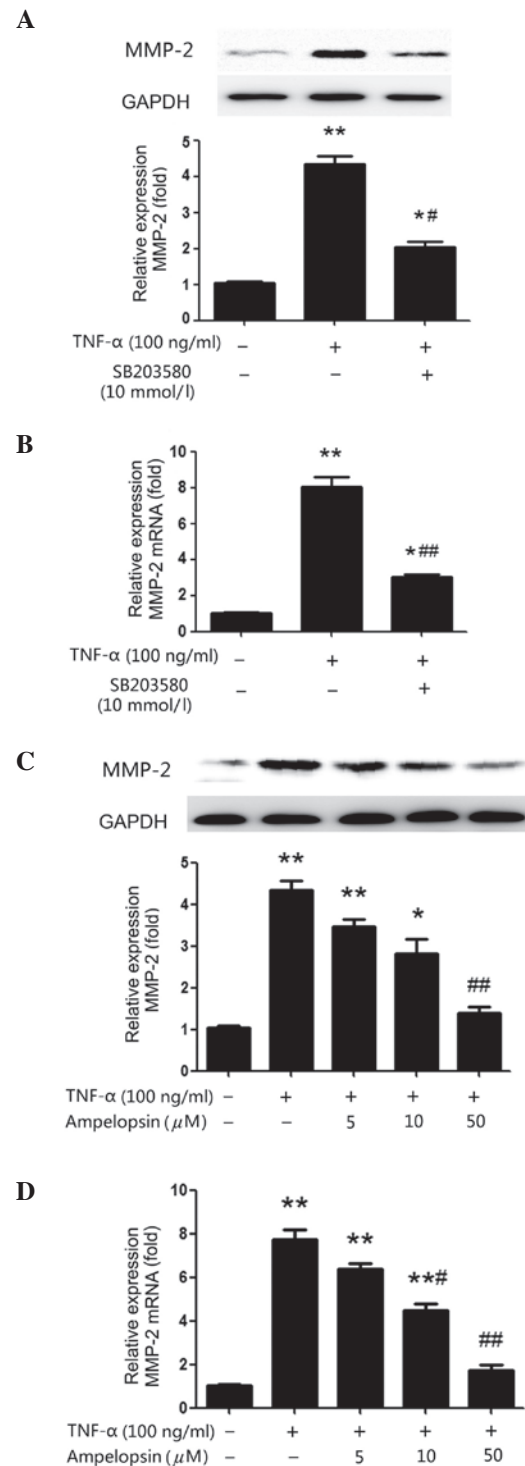 A
MMP-2
GAPDH
Relative expression
MMP-2 (fold)
5
4
3
2
1
0
**
*#
TNF-α (100 ng/ml) – + +
SB203580 – – +
(10 mmol/l)
B
Relative expression
MMP-2 mRNA (fold)
10
8
6
4
2
0
**
*##
TNF-α (100 ng/ml) – + +
SB203580 – – +
(10 mmol/l)
C
MMP-2
GAPDH
Relative expression
MMP-2 (fold)
5
4
3
2
1
0
**
**
*
##
TNF-α (100 ng/ml) – + + + +
Ampelopsin (μM) – – 5 10 50
D
Relative expression
MMP-2 mRNA (fold)
10
8
6
4
2
0
**
**
**#
##
TNF-α (100 ng/ml) – + + + +
Ampelopsin (μM) – – 5 10 50